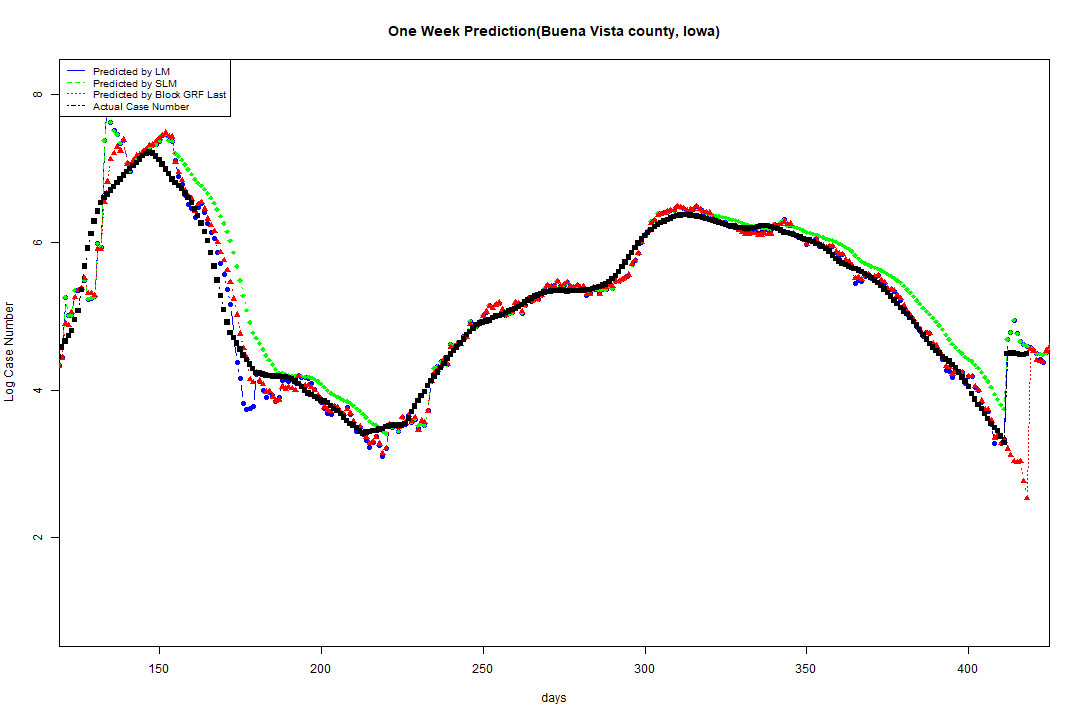 One Week Prediction(Buena Vista county, Iowa)
Predicted by LM
Predicted by SLM
Predicted by Block GRF Last
Actual Case Number
8
6
4
2
Log Case Number
150 200 250 300 350 400
days